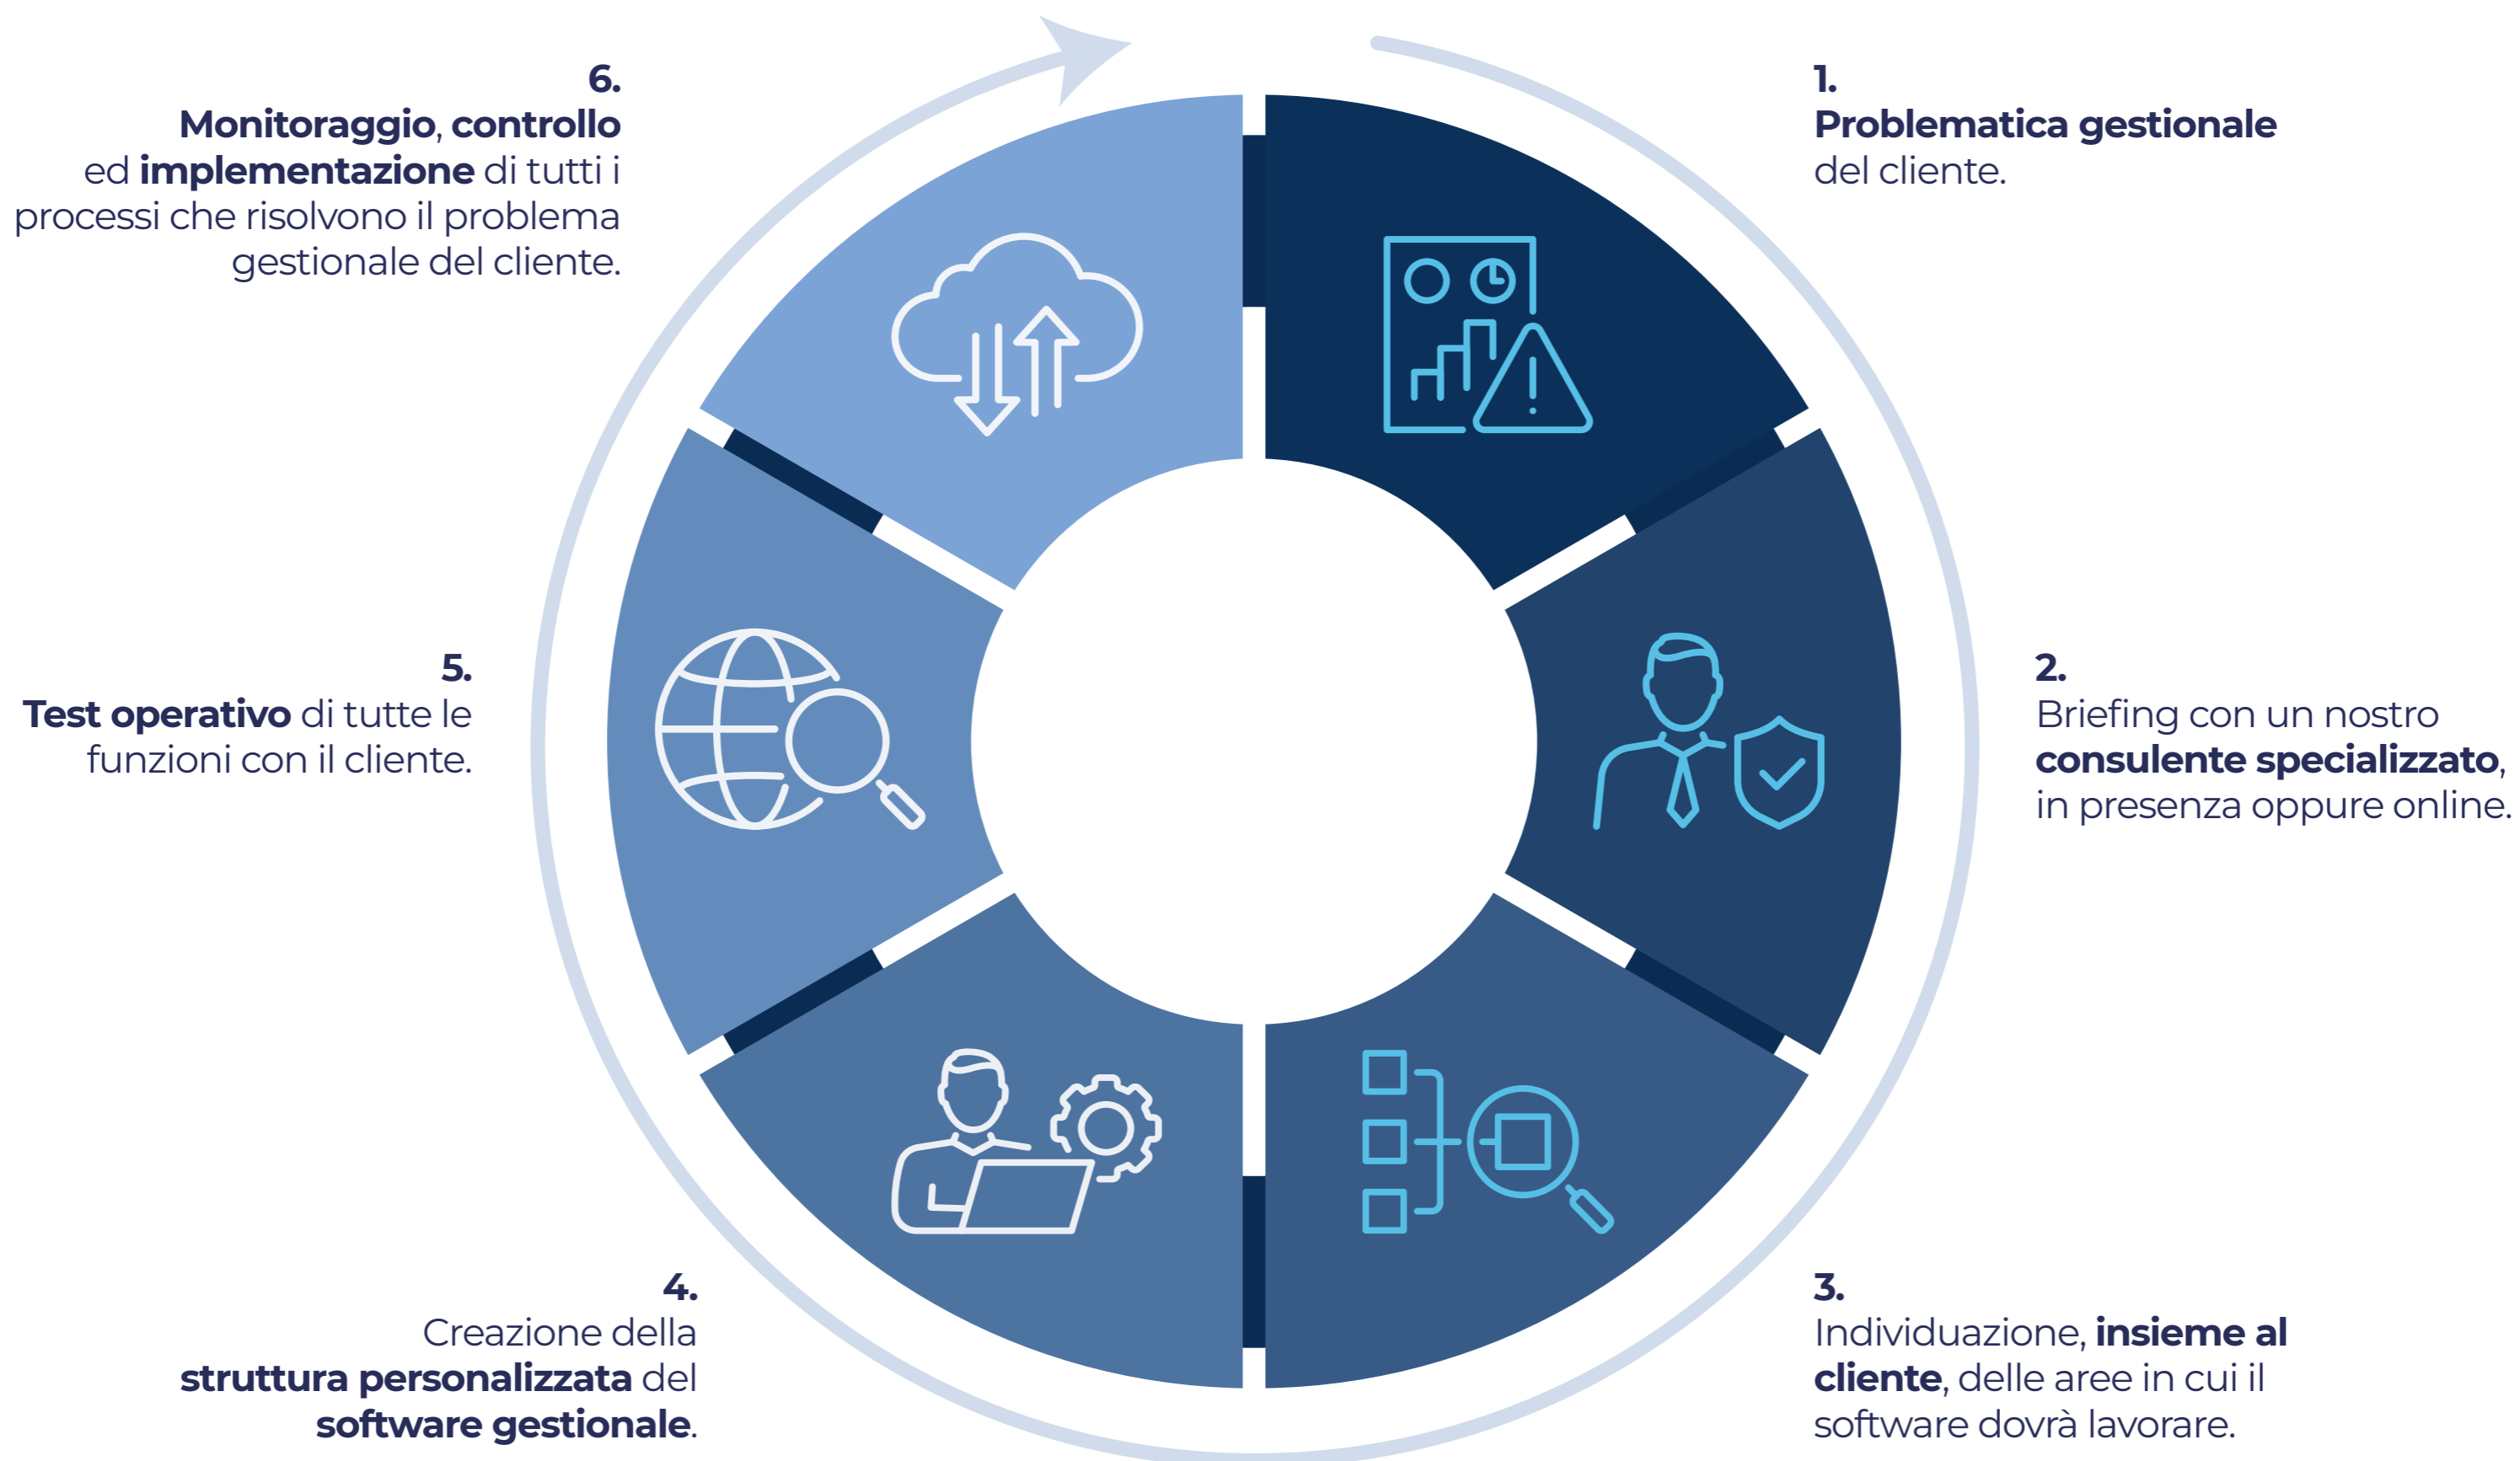 1.
Problematica gestionale
del cliente.
2.
Briefing con un nostro
consulente specializzato,
in presenza oppure online.
3.
Individuazione, insieme al
cliente, delle aree in cui il
software dovrà lavorare.
4.
Creazione della
struttura personalizzata del
software gestionale.
5.
Test operativo di tutte le
funzioni con il cliente.
6.
Monitoraggio, controllo
ed implementazione di tutti i
processi che risolvono il problema
gestionale del cliente.